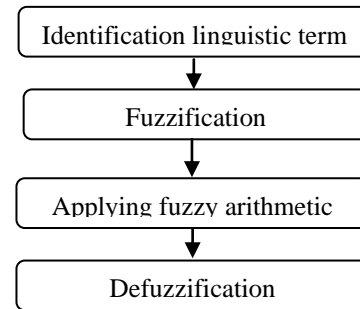 Identification linguistic term
Fuzzification
Applying fuzzy arithmetic
Defuzzification